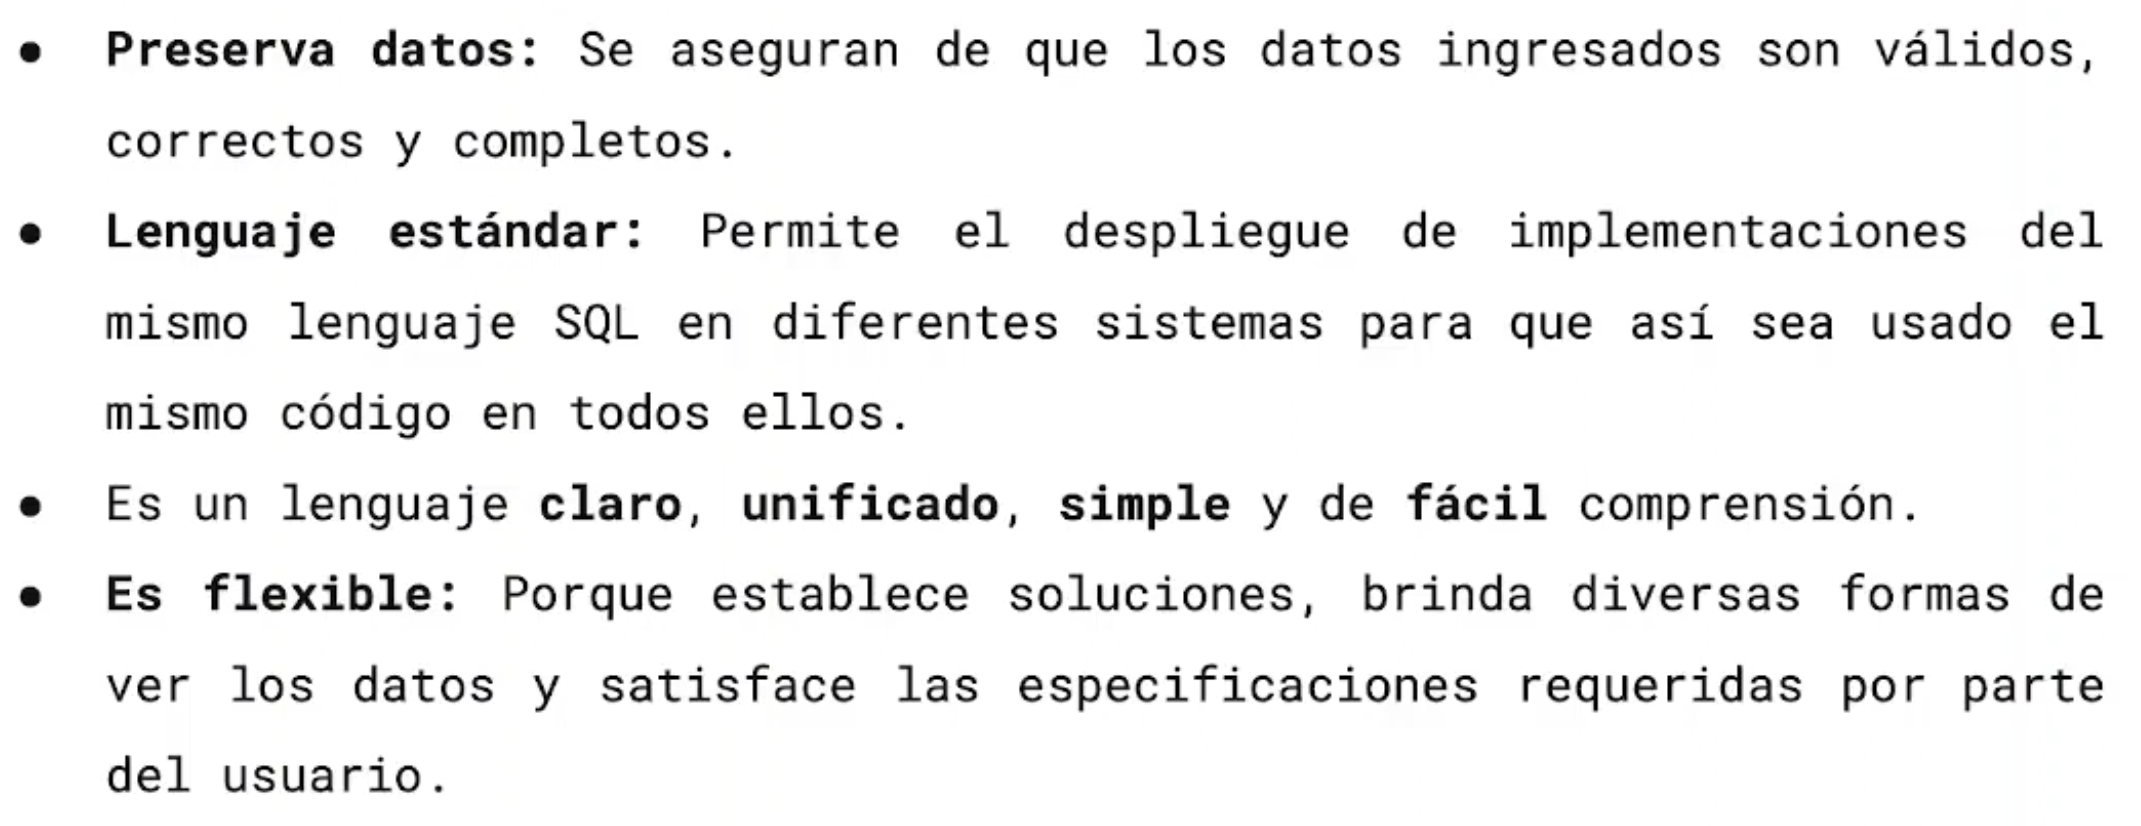 ● Preserva datos: Se aseguran de que los datos ingresados son válidos,
correctos y completos.
● Lenguaje estándar: Permite el despliegue de implementaciones del
mismo lenguaje SQL en diferentes sistemas para que así sea usado el
mismo código en todos ellos.
● Es un lenguaje claro, unificado, simple y de fácil comprensión.
● Es flexible: Porque establece soluciones, brinda diversas formas de
ver los datos y satisface las especificaciones requeridas por parte
del usuario.